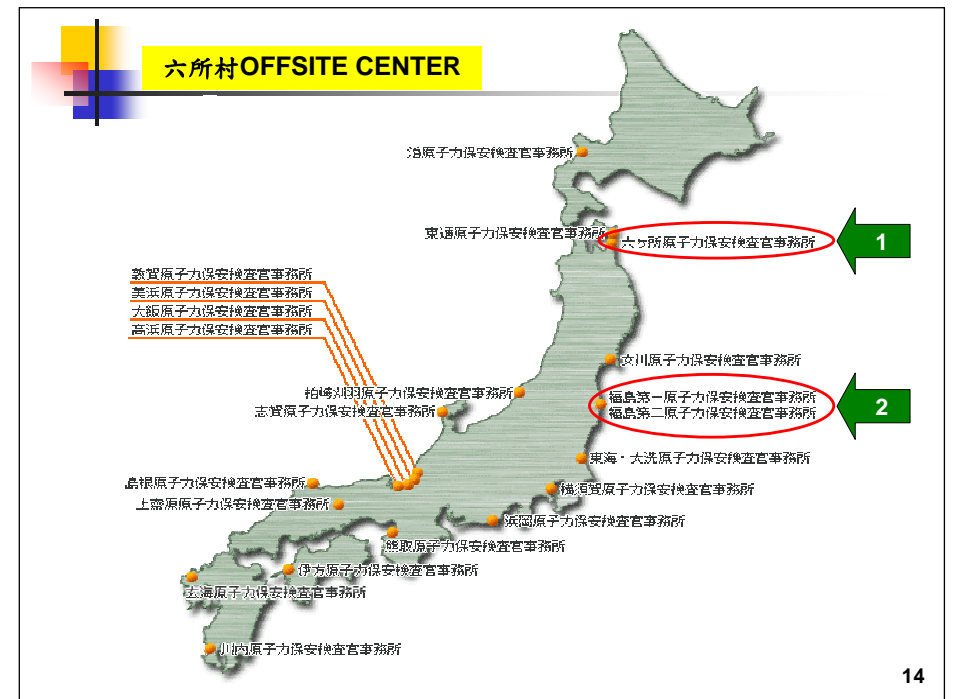 六所村OFFSITE CENTER
泊原子力保安検査官事務所
東通原子力保安検査官事務所
六ヶ所原子力保安検査官事務所
1
敦賀原子力保安検査官事務所
美浜原子力保安検査官事務所
大飯原子力保安検査官事務所
高浜原子力保安検査官事務所
女川原子力保安検査官事務所
柏崎刈羽原子力保安検査官事務所
志賀原子力保安検査官事務所
福島第一原子力保安検査官事務所
福島第二原子力保安検査官事務所
2
東海・大洗原子力保安検査官事務所
島根原子力保安検査官事務所
横須賀原子力保安検査官事務所
上齋原原子力保安検査官事務所
浜岡原子力保安検査官事務所
熊取原子力保安検査官事務所
伊方原子力保安検査官事務所
玄海原子力保安検査官事務所
川内原子力保安検査官事務所
14